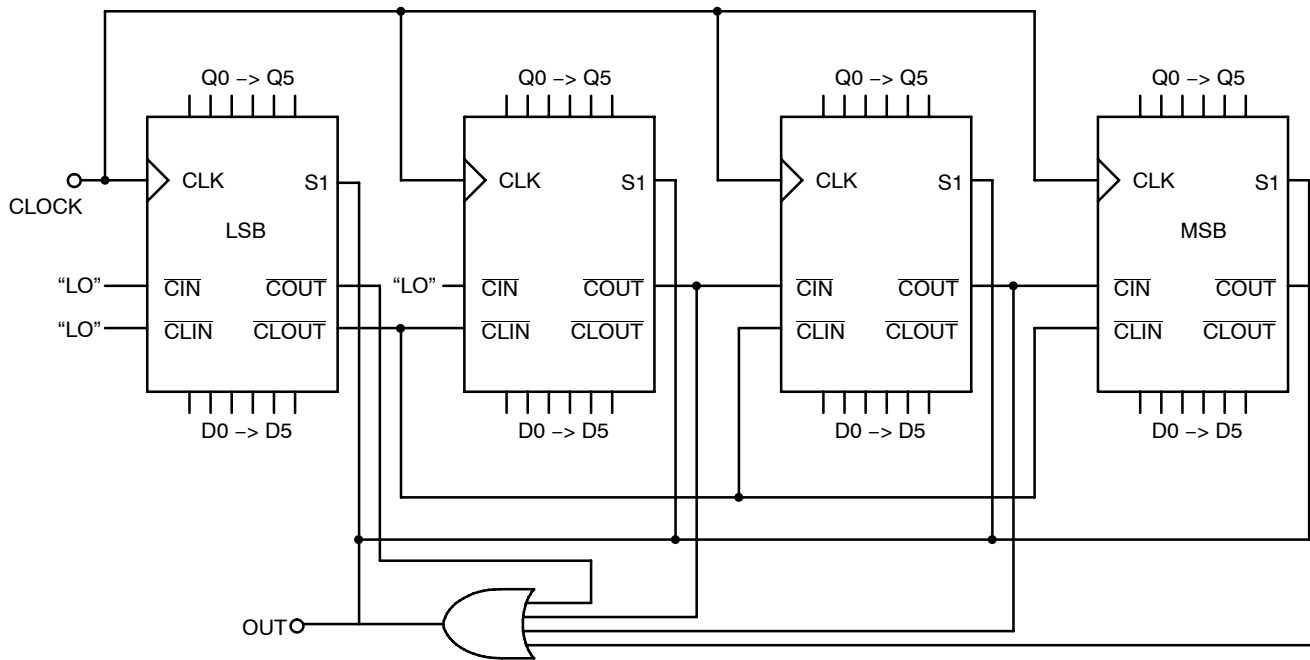 Q0 –> Q5
Q0 –> Q5
Q0 –> Q5
Q0 –> Q5
CLK
S1
CLK
S1
CLK
S1
CLK
S1
CLOCK
LSB
MSB
“LO”
CIN
COUT
“LO”
CIN
COUT
CIN
COUT
CIN
COUT
“LO”
CLIN
CLOUT
CLIN
CLOUT
CLIN
CLOUT
CLIN
CLOUT
D0 –> D5
D0 –> D5
D0 –> D5
D0 –> D5
OUT